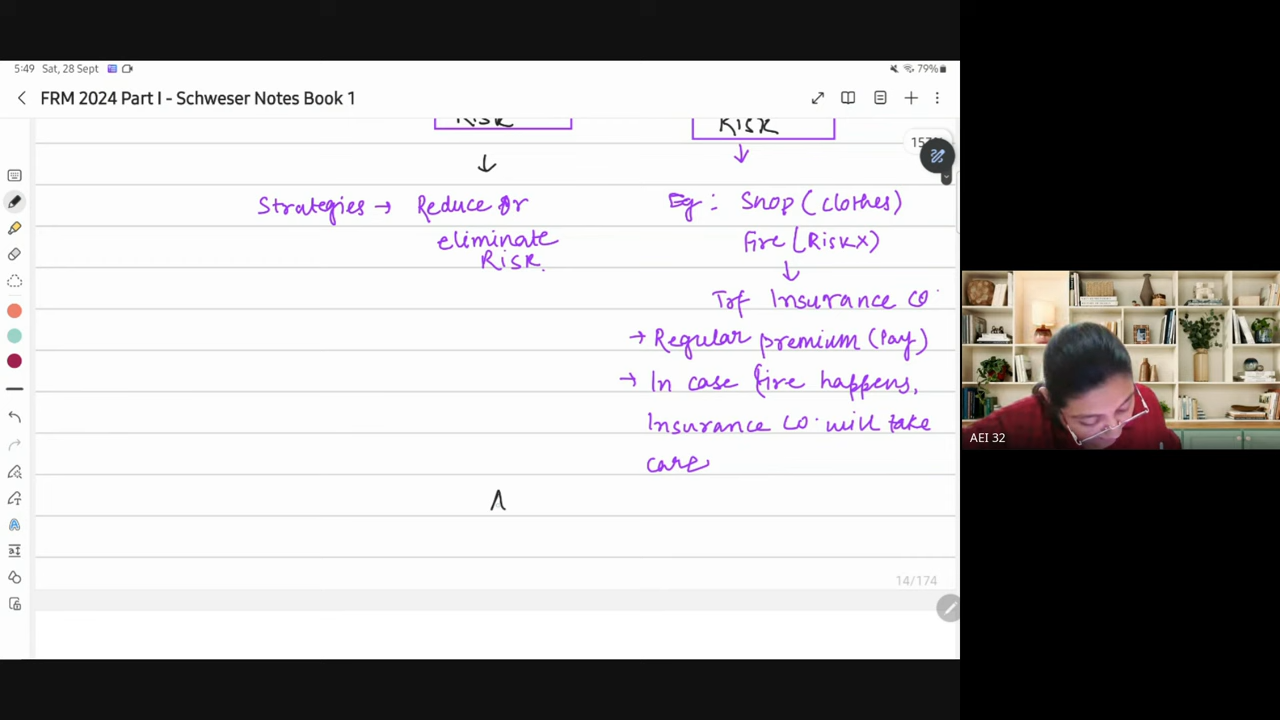 5:49 Sat, 28 Sept
79%
FRM 2024 Part I - Schweser Notes Book 1
Risk
Risk
Strategies → Reduce or
eliminate
Risk.
Eg: Shop (clothes)
Fire (Risk x)
Trf Insurance Co.
→ Regular premium (Pay)
→ In case fire happens,
Insurance Co. will take
care
14/174
AEI 32